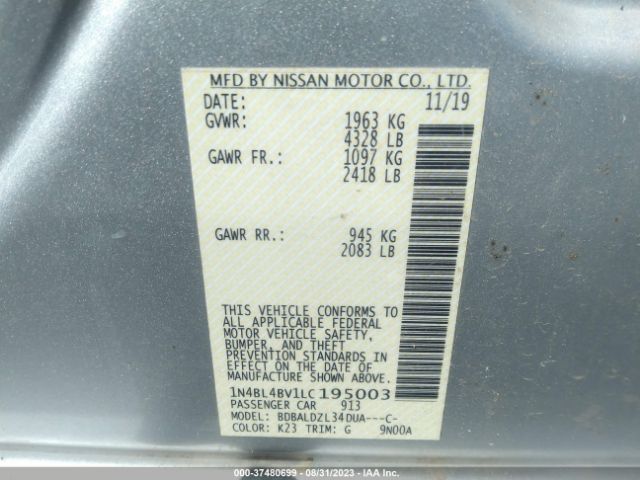 MFD BY NISSAN MOTOR CO., LTD.
DATE: 11/19
GVWR: 1963 KG
4328 LB
GAWR FR.: 1097 KG
2418 LB
GAWR RR.: 945 KG
2083 LB
THIS VEHICLE CONFORMS TO
ALL APPLICABLE FEDERAL
MOTOR VEHICLE SAFETY,
BUMPER, AND THEFT
PREVENTION STANDARDS IN
EFFECT ON THE DATE OF
MANUFACTURE SHOWN ABOVE.
1N4BL4BV1LC195003
PASSENGER CAR 913
MODEL: BDBALDZL34DUA---C-
COLOR: K23 TRIM: G 9N00A
000-37480699 - 08/31/2023 - IAA Inc.